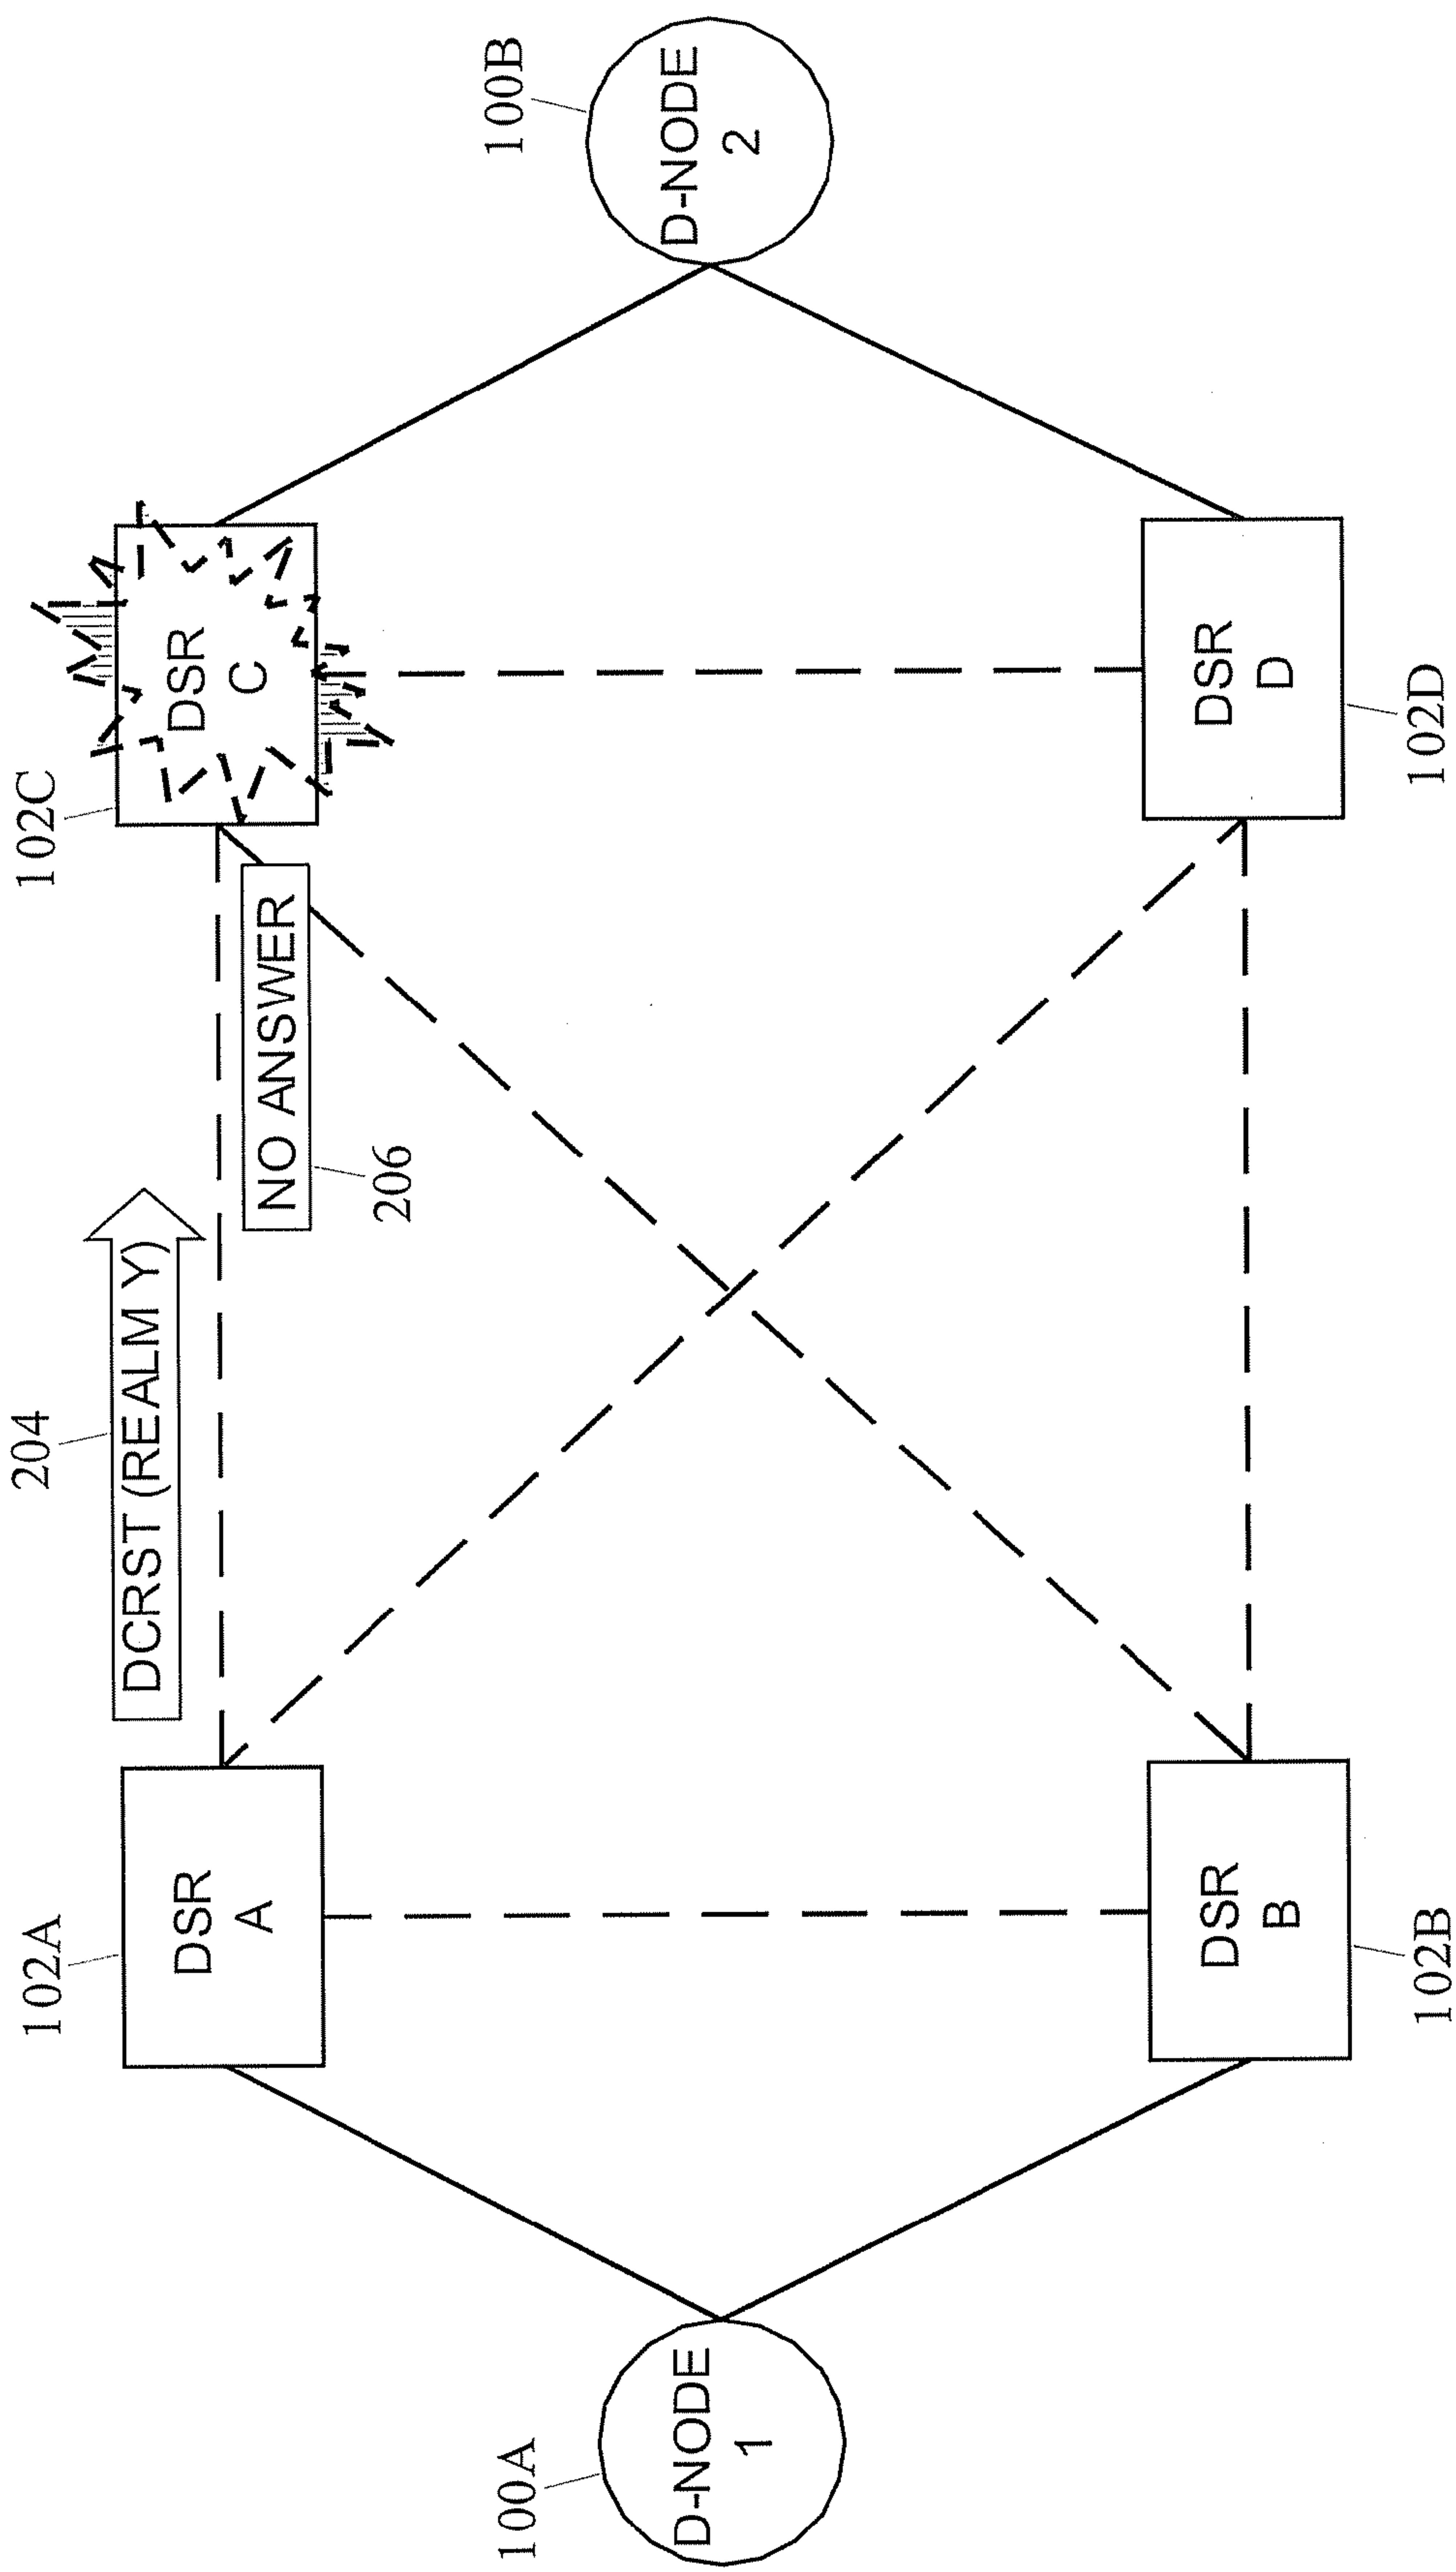 102A
DSR
A
204
DCRST (REALM Y)
102C
DSR
C
NO ANSWER
206
100A
D-NODE
1
100B
D-NODE
2
DSR
B
102B
DSR
D
102D